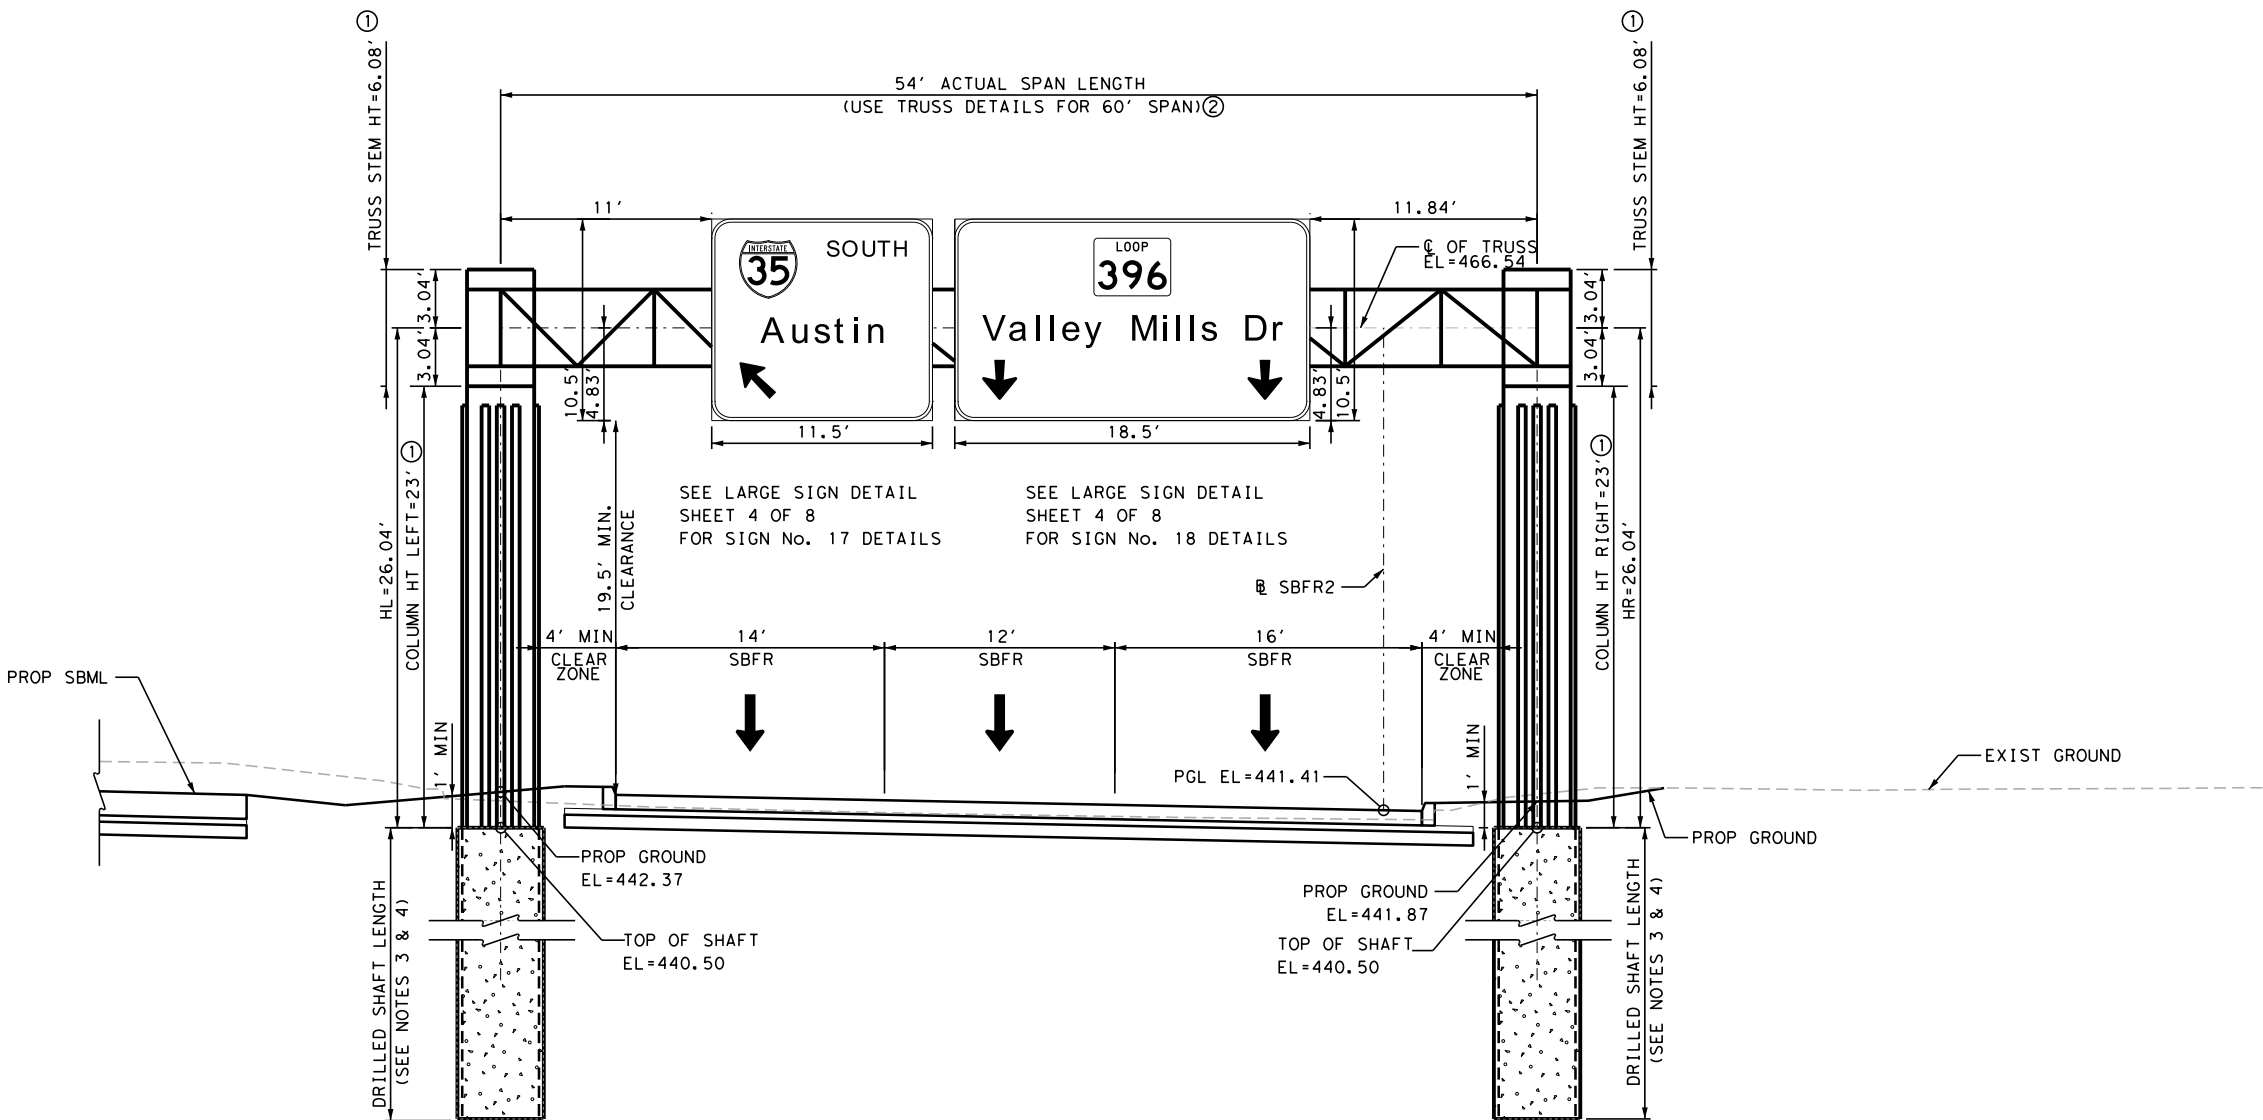 ①
①
TRUSS STEM HT=6.08'
TRUSS STEM HT=6.08'
54' ACTUAL SPAN LENGTH
(USE TRUSS DETAILS FOR 60' SPAN)②
11'
11.84'
INTERSTATE
35
SOUTH
Austin
LOOP
396
Valley Mills Dr
℄ OF TRUSS
EL=466.54
3.04'
3.04'
3.04'
3.04'
10.5'
4.83'
4.83'
10.5'
11.5'
18.5'
SEE LARGE SIGN DETAIL
SHEET 4 OF 8
FOR SIGN No. 17 DETAILS
SEE LARGE SIGN DETAIL
SHEET 4 OF 8
FOR SIGN No. 18 DETAILS
HL=26.04'
COLUMN HT LEFT=23' ①
19.5' MIN.
CLEARANCE
BL SBFR2
COLUMN HT RIGHT=23' ①
HR=26.04'
4' MIN
CLEAR
ZONE
14'
SBFR
12'
SBFR
16'
SBFR
4' MIN
CLEAR
ZONE
PROP SBML
1' MIN
1' MIN
PGL EL=441.41
EXIST GROUND
PROP GROUND
PROP GROUND
EL=442.37
PROP GROUND
EL=441.87
TOP OF SHAFT
EL=440.50
TOP OF SHAFT
EL=440.50
DRILLED SHAFT LENGTH
(SEE NOTES 3 & 4)
DRILLED SHAFT LENGTH
(SEE NOTES 3 & 4)